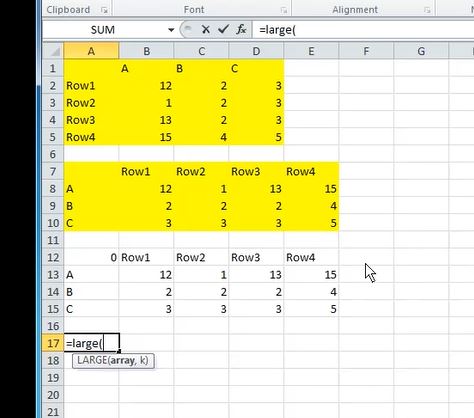 Clipboard Font Alignment
SUM fx =large(
A B C D E F G
1 A B C
2 Row1 12 2 3
3 Row2 1 2 3
4 Row3 13 2 3
5 Row4 15 4 5
6
7 Row1 Row2 Row3 Row4
8 A 12 1 13 15
9 B 2 2 2 4
10 C 3 3 3 5
11
12 0 Row1 Row2 Row3 Row4
13 A 12 1 13 15
14 B 2 2 2 4
15 C 3 3 3 5
16
17 =large(
18 LARGE(array, k)
19
20
21